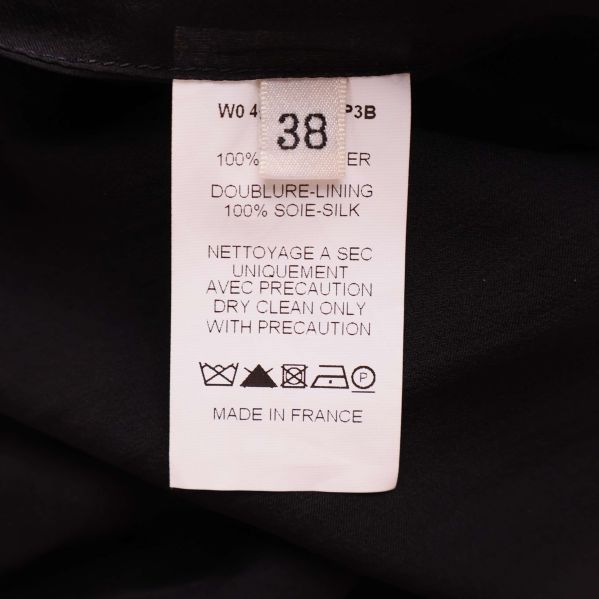 W0 4 P3B
38
100% ER
DOUBLURE-LINING
100% SOIE-SILK
NETTOYAGE A SEC
UNIQUEMENT
AVEC PRECAUTION
DRY CLEAN ONLY
WITH PRECAUTION
P
MADE IN FRANCE